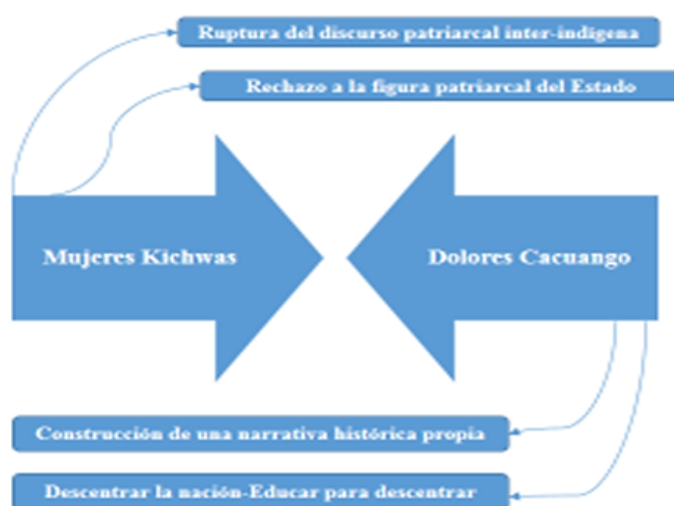 Ruptura del discurso patriarcal inter-indígena
Rechazo a la figura patriarcal del Estado
Mujeres Kichwas
Dolores Cacuango
Construcción de una narrativa histórica propia
Descentrar la nación-Educar para descentrar